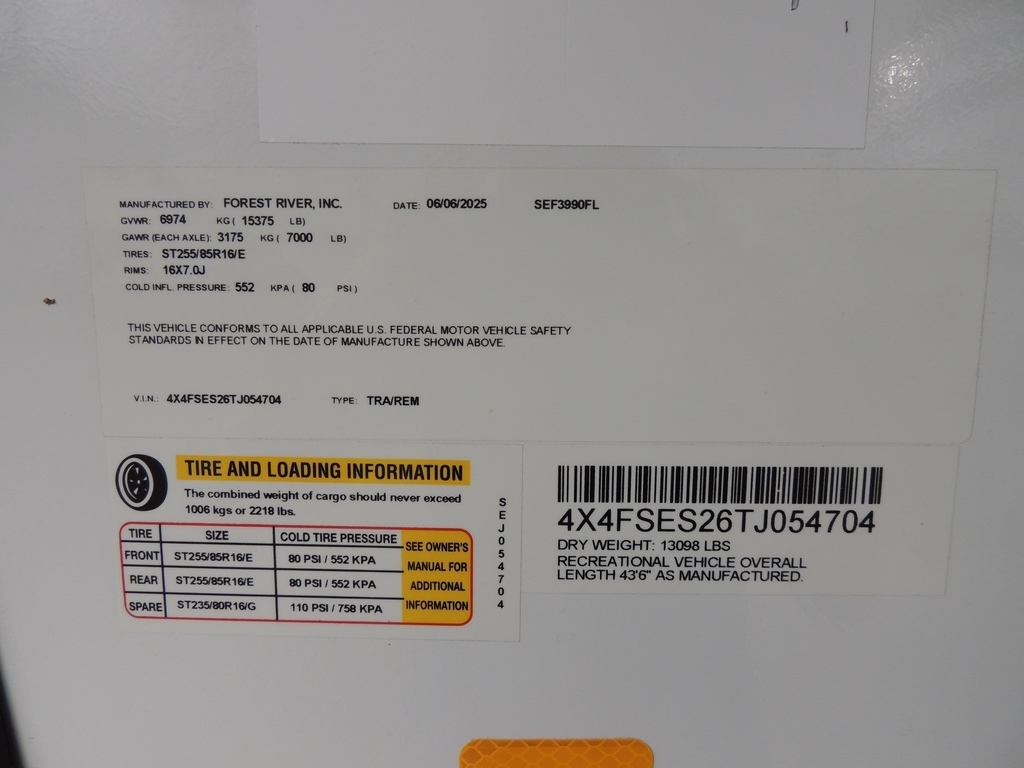 MANUFACTURED BY: FOREST RIVER, INC. DATE: 06/06/2025 SEF3990FL
GVWR: 6974 KG ( 15375 LB)
GAWR (EACH AXLE): 3175 KG ( 7000 LB)
TIRES: ST255/85R16/E
RIMS: 16X7.0J
COLD INFL. PRESSURE: 552 KPA ( 80 PSI )
THIS VEHICLE CONFORMS TO ALL APPLICABLE U.S. FEDERAL MOTOR VEHICLE SAFETY
STANDARDS IN EFFECT ON THE DATE OF MANUFACTURE SHOWN ABOVE.
V.I.N.: 4X4FSES26TJ054704 TYPE: TRA/REM
TIRE AND LOADING INFORMATION
The combined weight of cargo should never exceed
1006 kgs or 2218 lbs.
TIRE SIZE COLD TIRE PRESSURE
FRONT ST255/85R16/E 80 PSI / 552 KPA
REAR ST255/85R16/E 80 PSI / 552 KPA
SPARE ST235/80R16/G 110 PSI / 758 KPA
SEE OWNER'S
MANUAL FOR
ADDITIONAL
INFORMATION
SEJ054704
4X4FSES26TJ054704
DRY WEIGHT: 13098 LBS
RECREATIONAL VEHICLE OVERALL
LENGTH 43'6" AS MANUFACTURED.